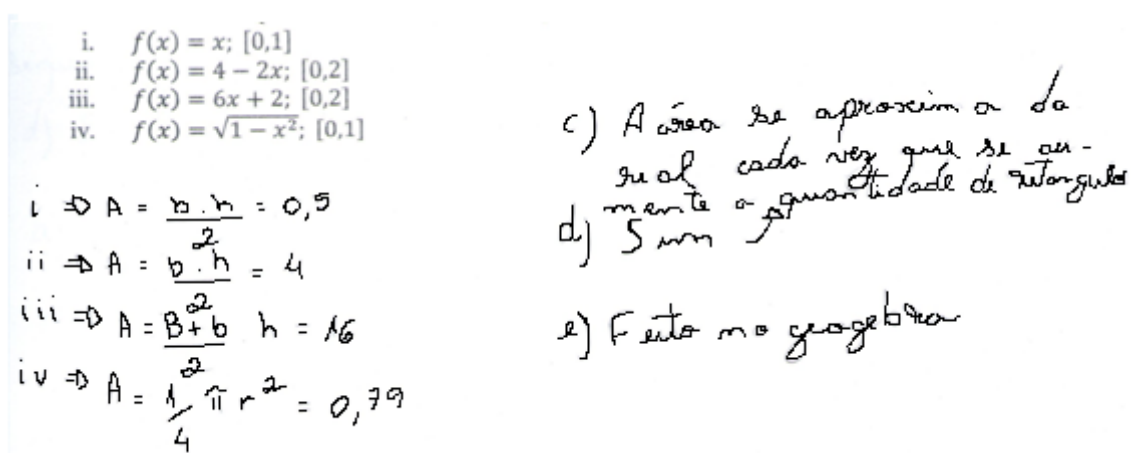 i. f(x) = x; [0,1]
ii. f(x) = 4 − 2x; [0,2]
iii. f(x) = 6x + 2; [0,2]
iv. f(x) = √(1 − x²); [0,1]
i ⇒ A = b.h/2 = 0,5
ii ⇒ A = b.h/2 = 4
iii ⇒ A = (B+b)/2 h = 16
iv ⇒ A = 1/4 π r² = 0,79
c) A área se aproxima da
real cada vez que se au-
mente a quantidade de retangulos
d) Sim
e) Feito no geogebra